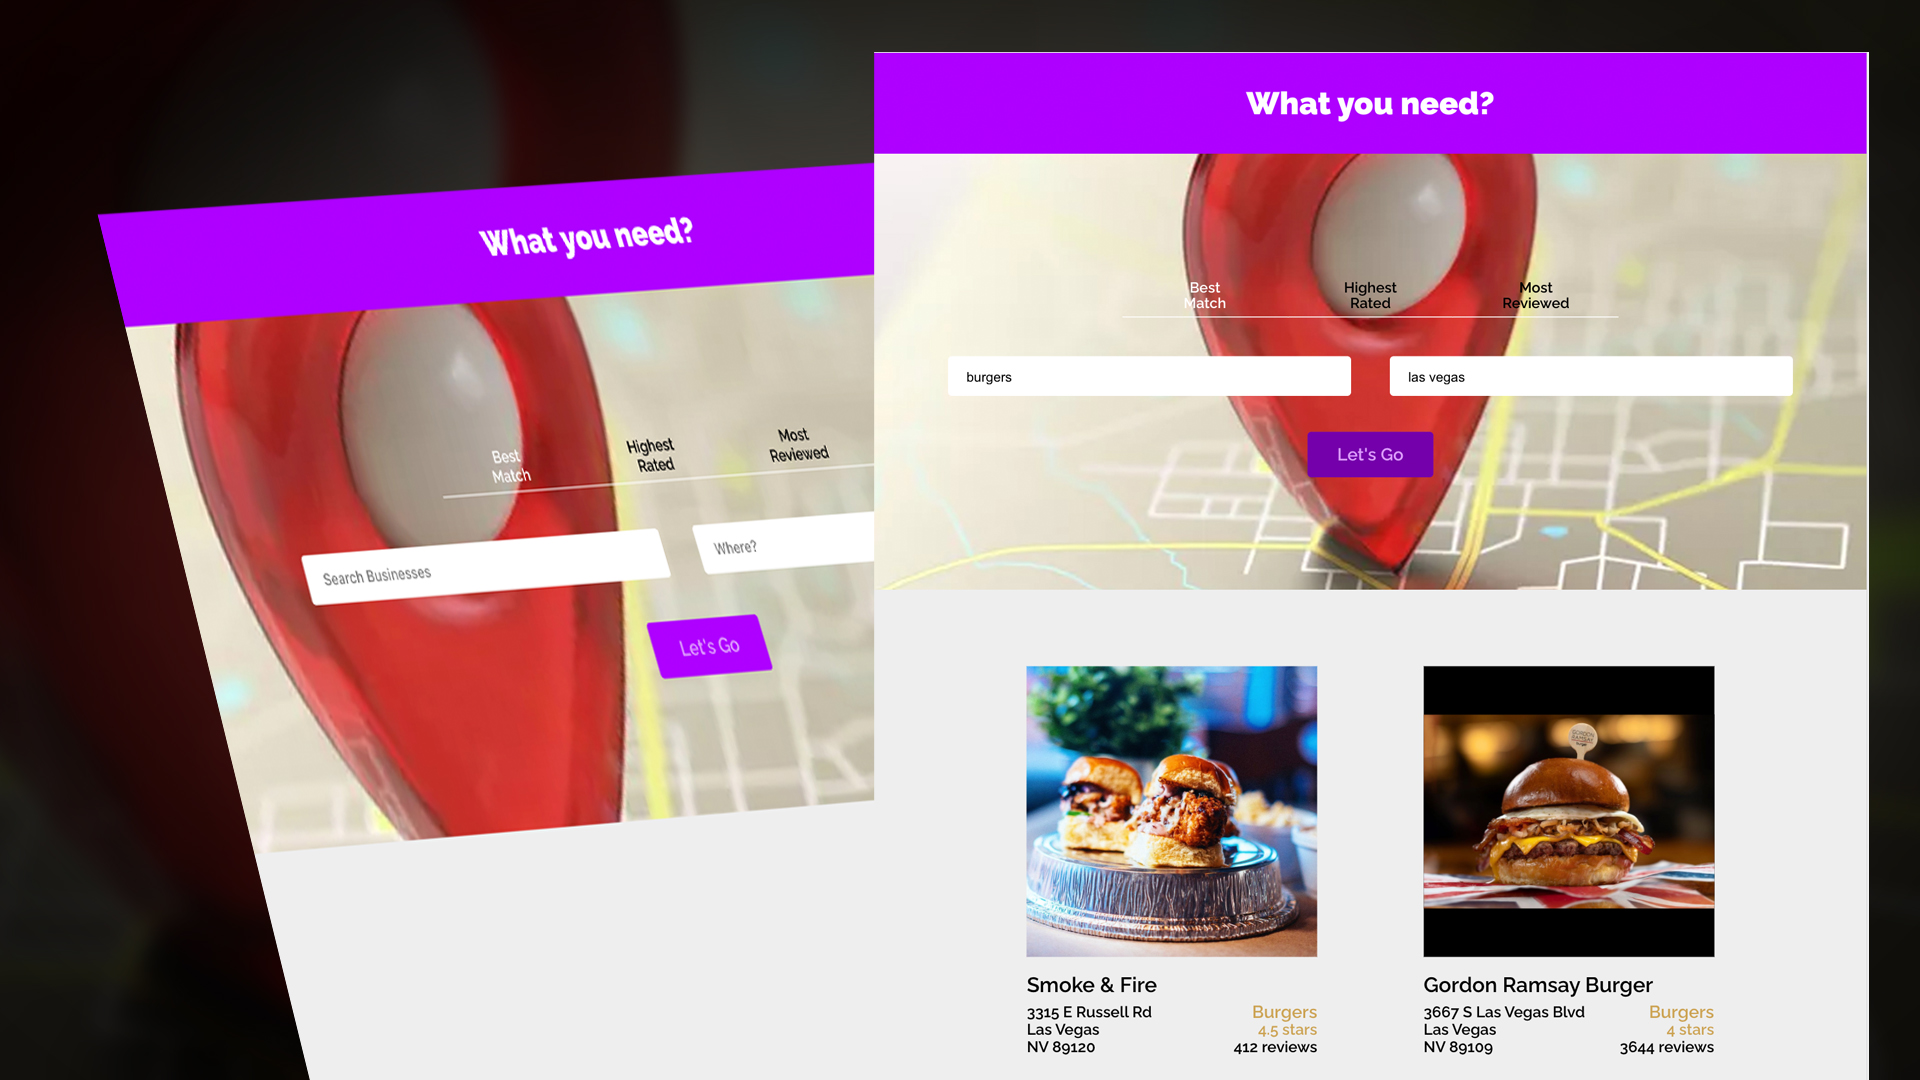 What you need?
Best
Match
Highest
Rated
Most
Reviewed
Search Businesses
Where?
Let's Go
What you need?
Best
Match
Highest
Rated
Most
Reviewed
burgers
las vegas
Let's Go
Smoke & Fire
3315 E Russell Rd
Las Vegas
NV 89120
Burgers
4.5 stars
412 reviews
GORDON
RAMSAY
Gordon Ramsay Burger
3667 S Las Vegas Blvd
Las Vegas
NV 89109
Burgers
4 stars
3644 reviews